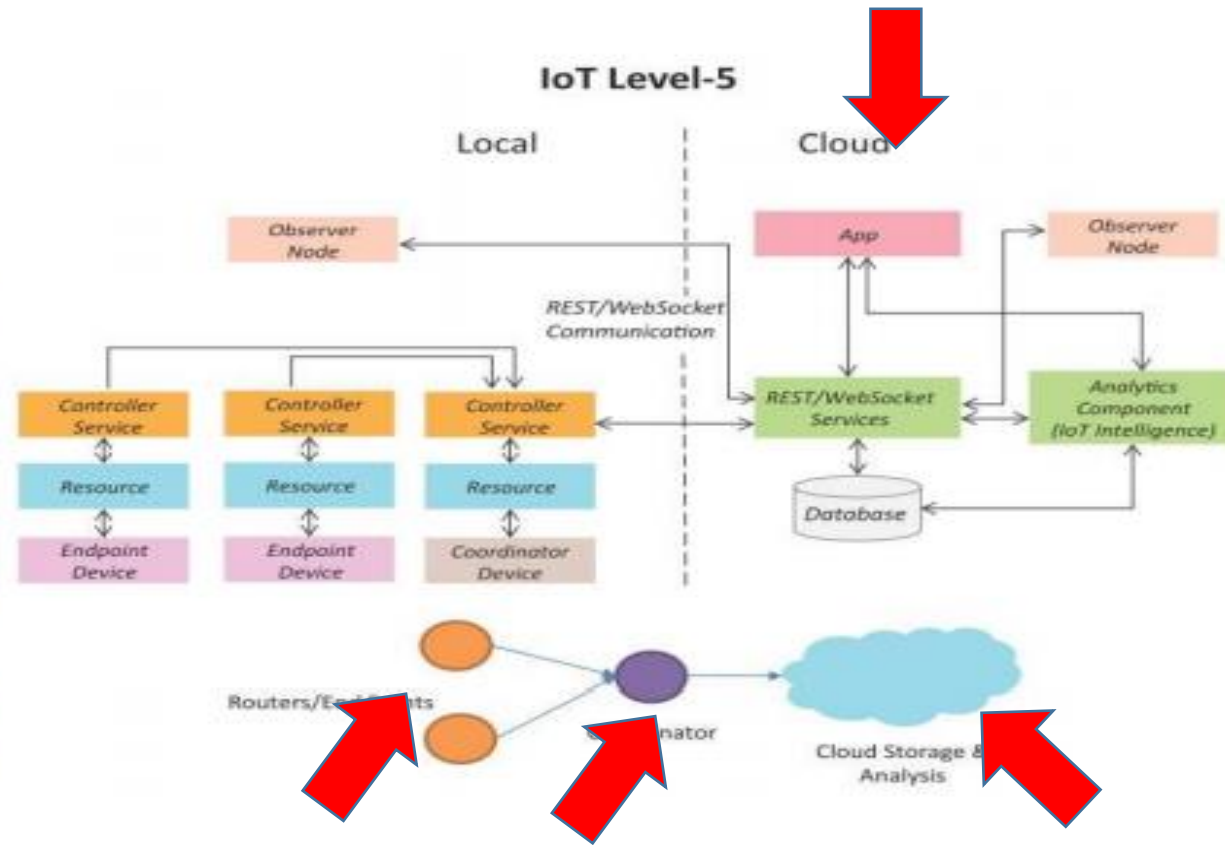 IoT Level-5
Local
Cloud
Observer
Node
App
Observer
Node
REST/WebSocket
Communication
Controller
Service
Controller
Service
Controller
Service
REST/WebSocket
Services
Analytics
Component
(IoT Intelligence)
Resource
Resource
Resource
Database
Endpoint
Device
Endpoint
Device
Coordinator
Device
Cloud Storage &
Analysis